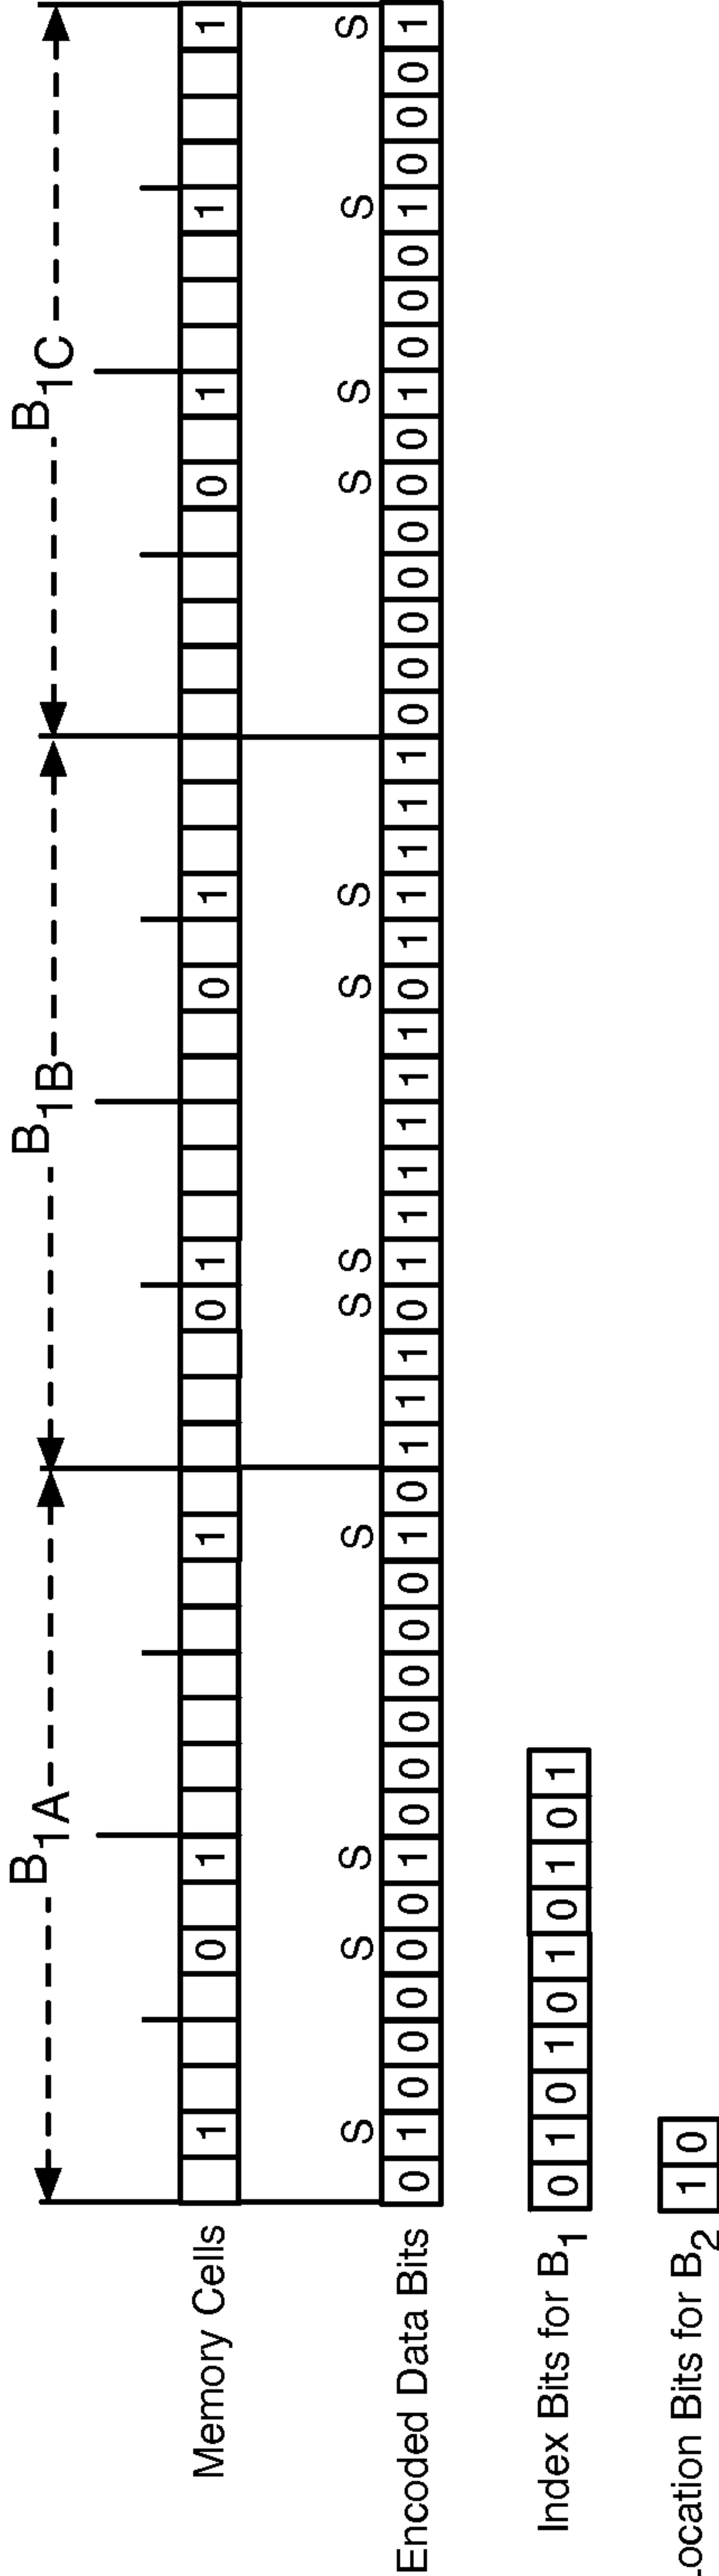 B1A B1B B1C
Memory Cells 1 0 1 1 0 1 0 1 0 1 1 1
S S S S S S S S S S S S
Encoded Data Bits 0 1 0 0 0 0 0 1 0 0 0 0 0 0 1 0 1 1 1 0 1 1 1 1 1 1 0 1 1 1 1 1 0 0 0 0 0 0 0 1 0 0 0 1 0 0 0 1
Index Bits for B1 0 1 0 1 0 1 0 1 0 1
Location Bits for B2 1 0